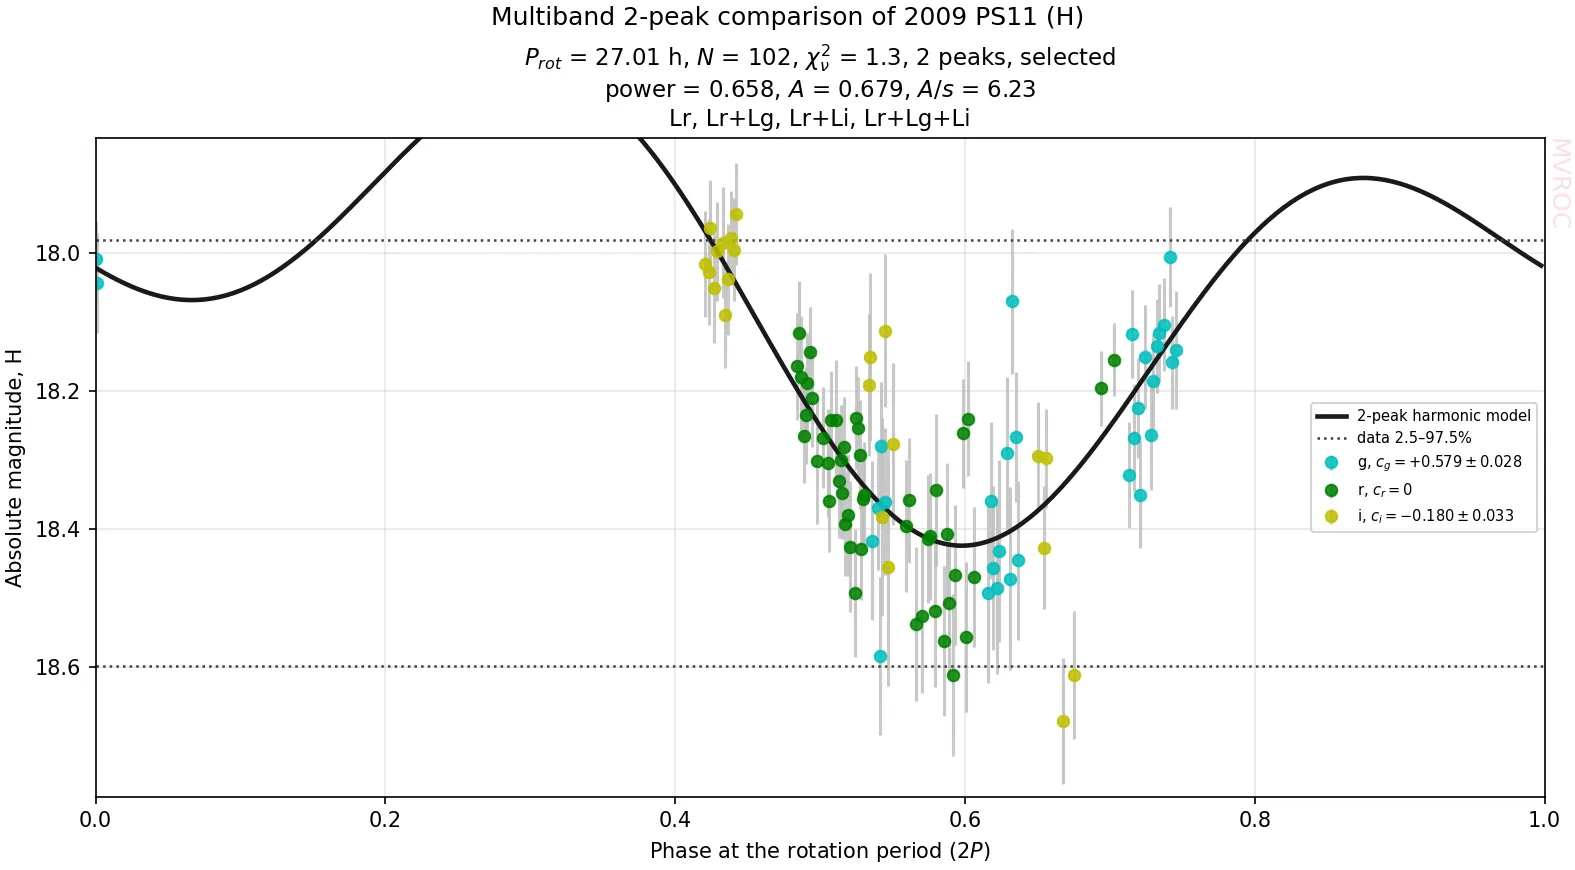 Multiband 2-peak comparison of 2009 PS11 (H)
P_rot = 27.01 h, N = 102, χ²_ν = 1.3, 2 peaks, selected
power = 0.658, A = 0.679, A/s = 6.23
Lr, Lr+Lg, Lr+Li, Lr+Lg+Li
MVROC
Absolute magnitude, H
18.0
18.2
18.4
18.6
2-peak harmonic model
data 2.5–97.5%
g, c_g = +0.579 ± 0.028
r, c_r = 0
i, c_i = −0.180 ± 0.033
0.0 0.2 0.4 0.6 0.8 1.0
Phase at the rotation period (2P)